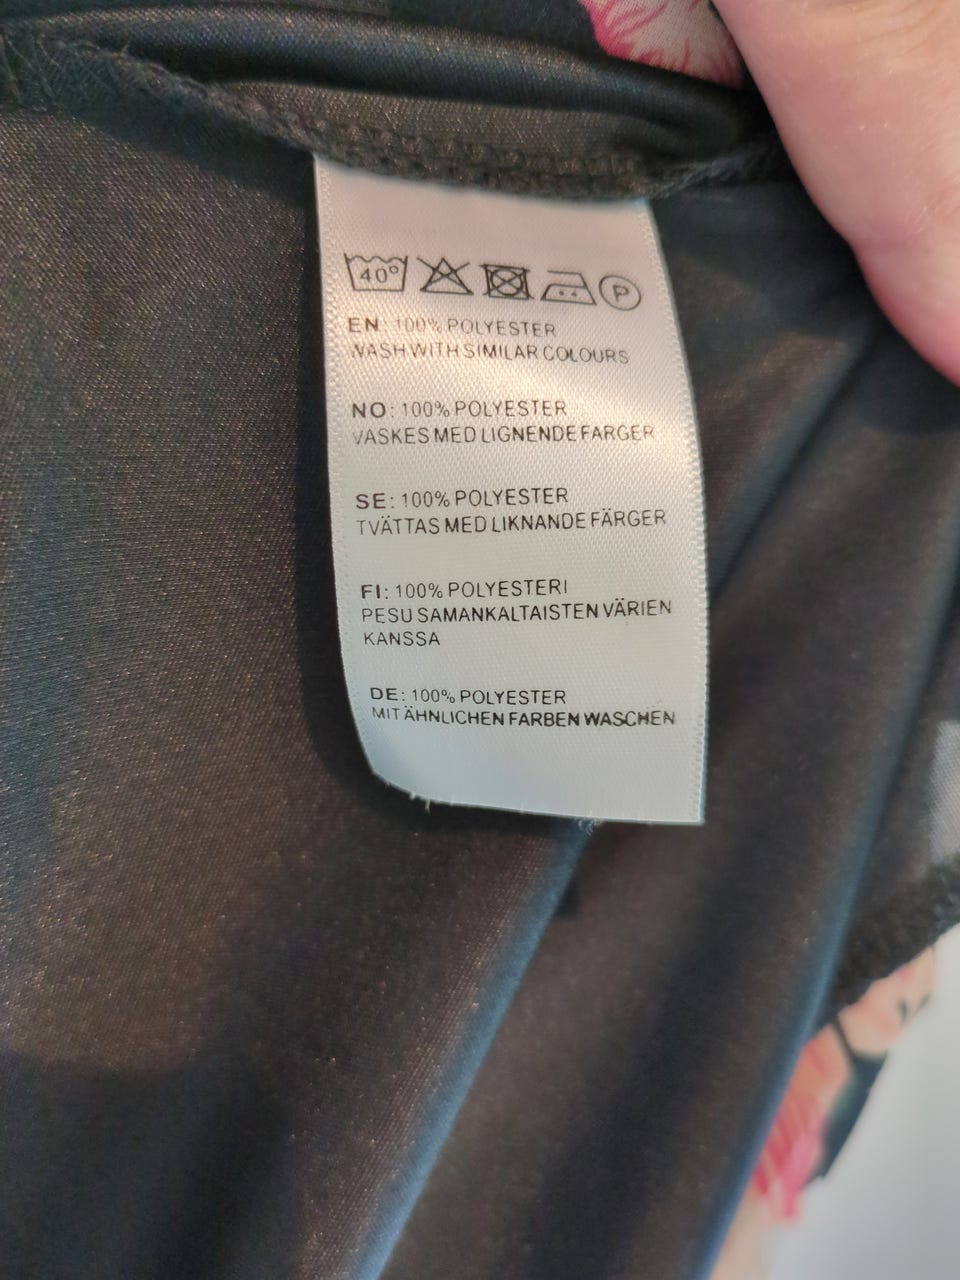 40° P
EN: 100% POLYESTER
WASH WITH SIMILAR COLOURS
NO: 100% POLYESTER
VASKES MED LIGNENDE FARGER
SE: 100% POLYESTER
TVÄTTAS MED LIKNANDE FÄRGER
FI: 100% POLYESTERI
PESU SAMANKALTAISTEN VÄRIEN
KANSSA
DE: 100% POLYESTER
MIT ÄHNLICHEN FARBEN WASCHEN